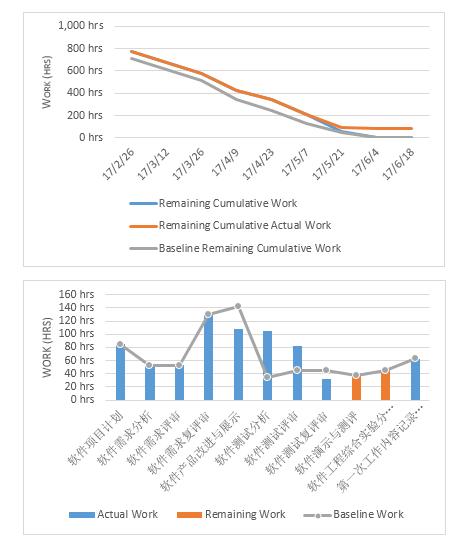 1,000 hrs
800 hrs
600 hrs
400 hrs
200 hrs
0 hrs
WORK (HRS)
17/2/26
17/3/12
17/3/26
17/4/9
17/4/23
17/5/7
17/5/21
17/6/4
17/6/18
Remaining Cumulative Work
Remaining Cumulative Actual Work
Baseline Remaining Cumulative Work
160 hrs
140 hrs
120 hrs
100 hrs
80 hrs
60 hrs
40 hrs
20 hrs
0 hrs
WORK (HRS)
软件项目计划
软件需求分析
软件需求评审
软件需求复评审
软件产品改进与展示
软件测试分析
软件测试评审
软件测试复评审
软件演示与测评
软件工程综合实验分…
第一次工作内容记录…
Actual Work
Remaining Work
Baseline Work